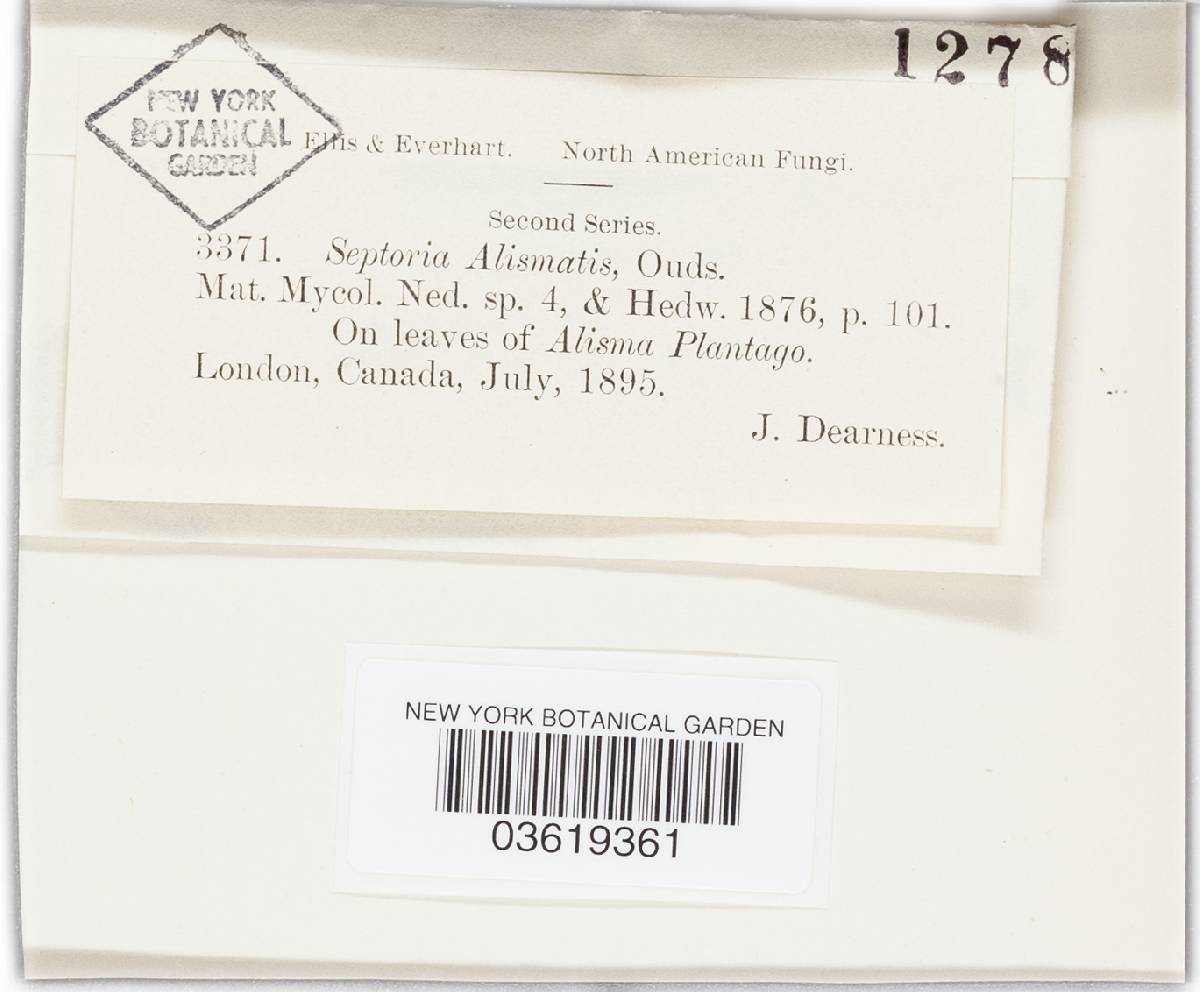 1278
NEW YORK
BOTANICAL
GARDEN
Ellis & Everhart. North American Fungi.
Second Series.
3371. Septoria Alismatis, Ouds.
Mat. Mycol. Ned. sp. 4, & Hedw. 1876, p. 101.
On leaves of Alisma Plantago.
London, Canada, July, 1895.
J. Dearness.
NEW YORK BOTANICAL GARDEN
03619361